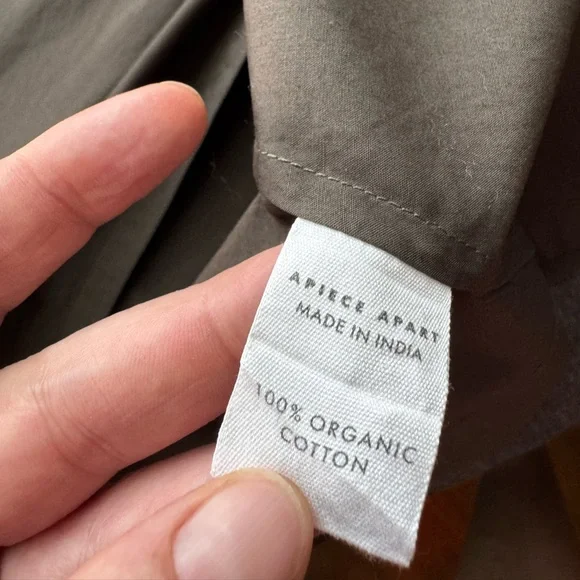 APIECE APART
MADE IN INDIA
100% ORGANIC
COTTON